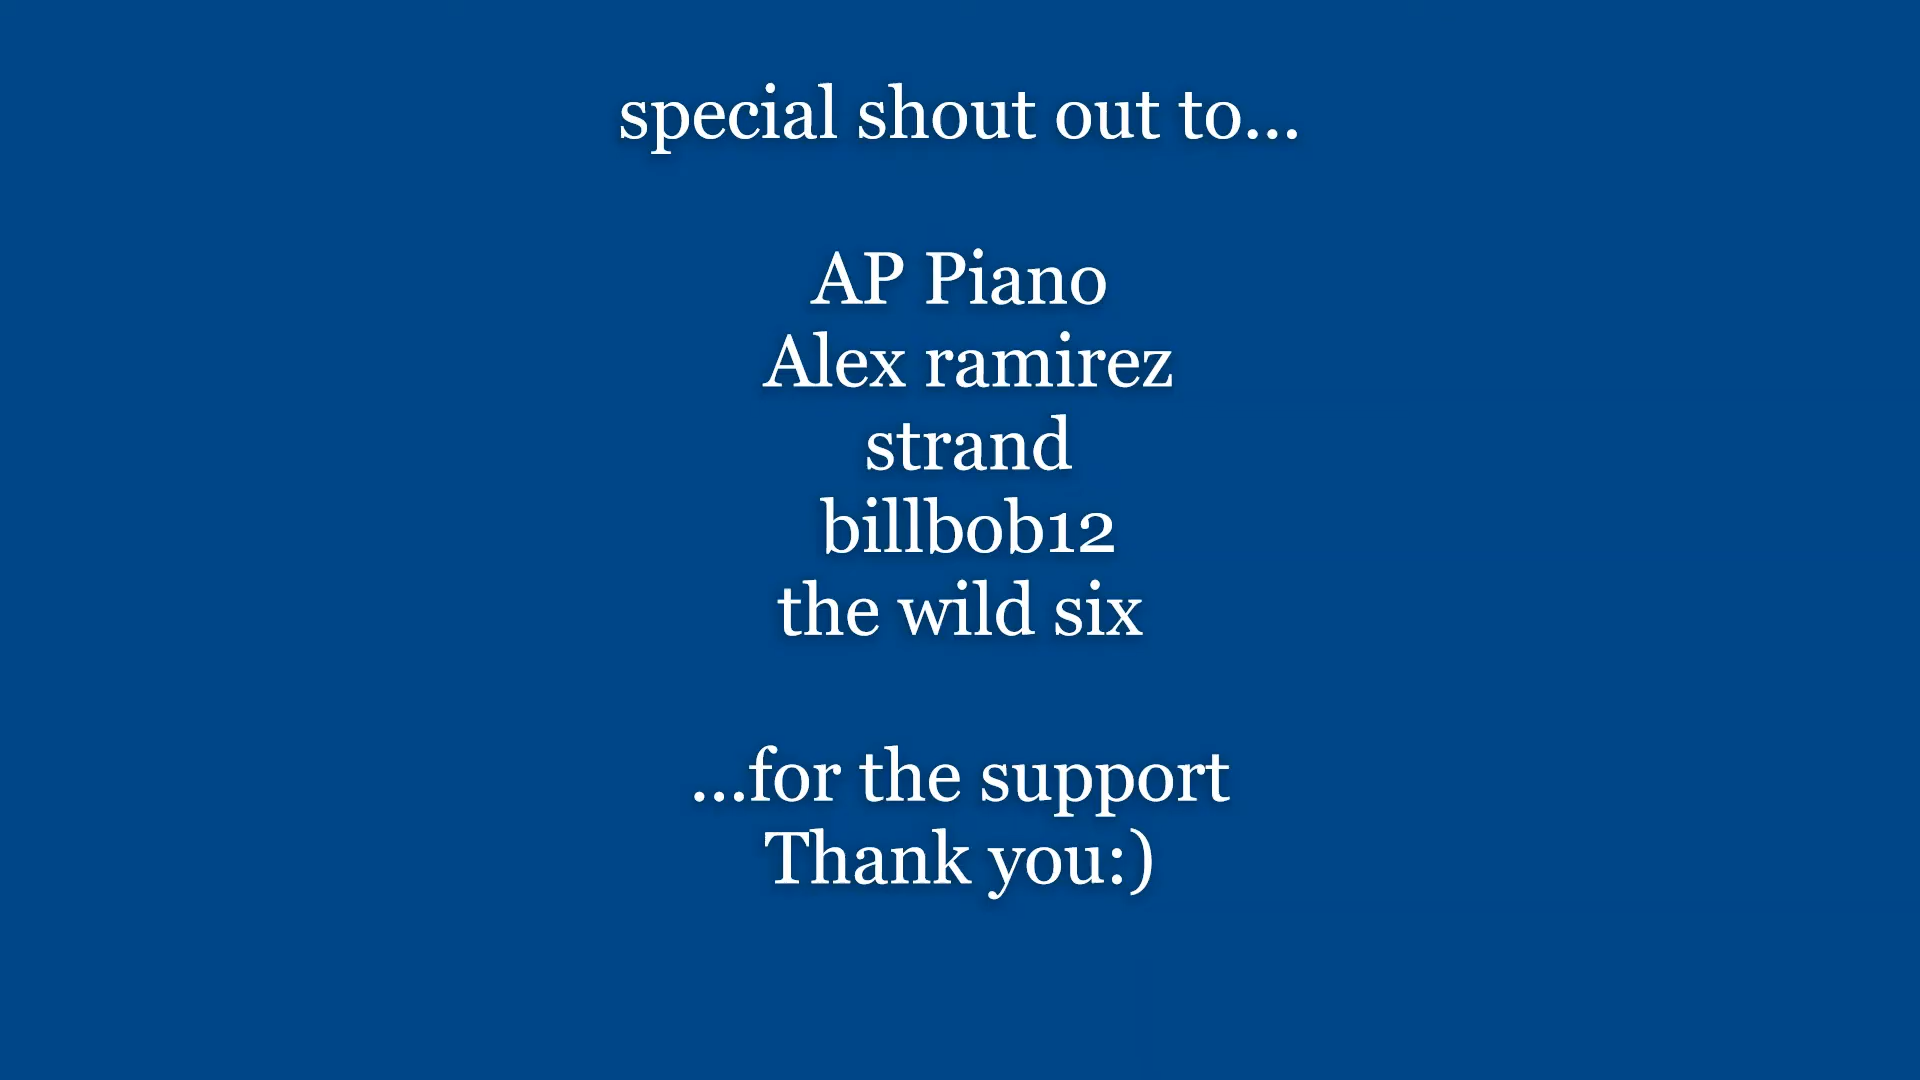 special shout out to...
AP Piano
Alex ramirez
strand
billbob12
the wild six
...for the support
Thank you:)